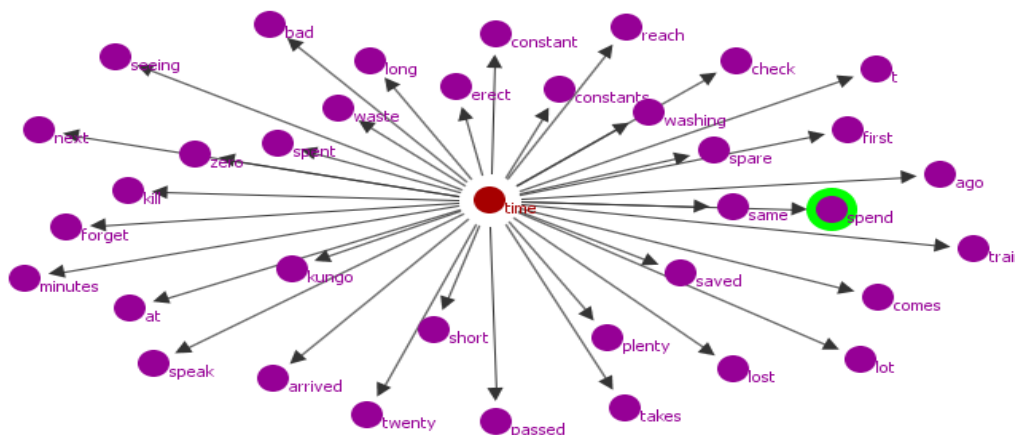 bad
constant
reach
seeing
long
check
t
erect
constants
waste
washing
next
first
spent
zero
spare
ago
kill
time
same
spend
forget
train
kungo
saved
minutes
comes
at
short
plenty
speak
lost
lot
arrived
twenty
passed
takes